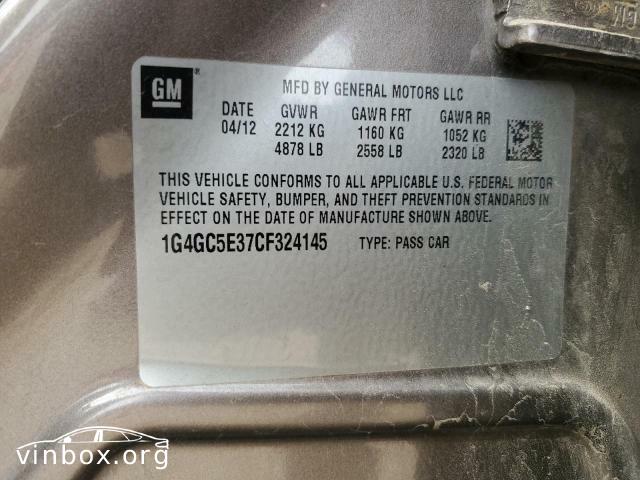 GM
MFD BY GENERAL MOTORS LLC
DATE GVWR GAWR FRT GAWR RR
04/12 2212 KG 1160 KG 1052 KG
4878 LB 2558 LB 2320 LB
THIS VEHICLE CONFORMS TO ALL APPLICABLE U.S. FEDERAL MOTOR
VEHICLE SAFETY, BUMPER, AND THEFT PREVENTION STANDARDS IN
EFFECT ON THE DATE OF MANUFACTURE SHOWN ABOVE.
1G4GC5E37CF324145 TYPE: PASS CAR
vinbox.org